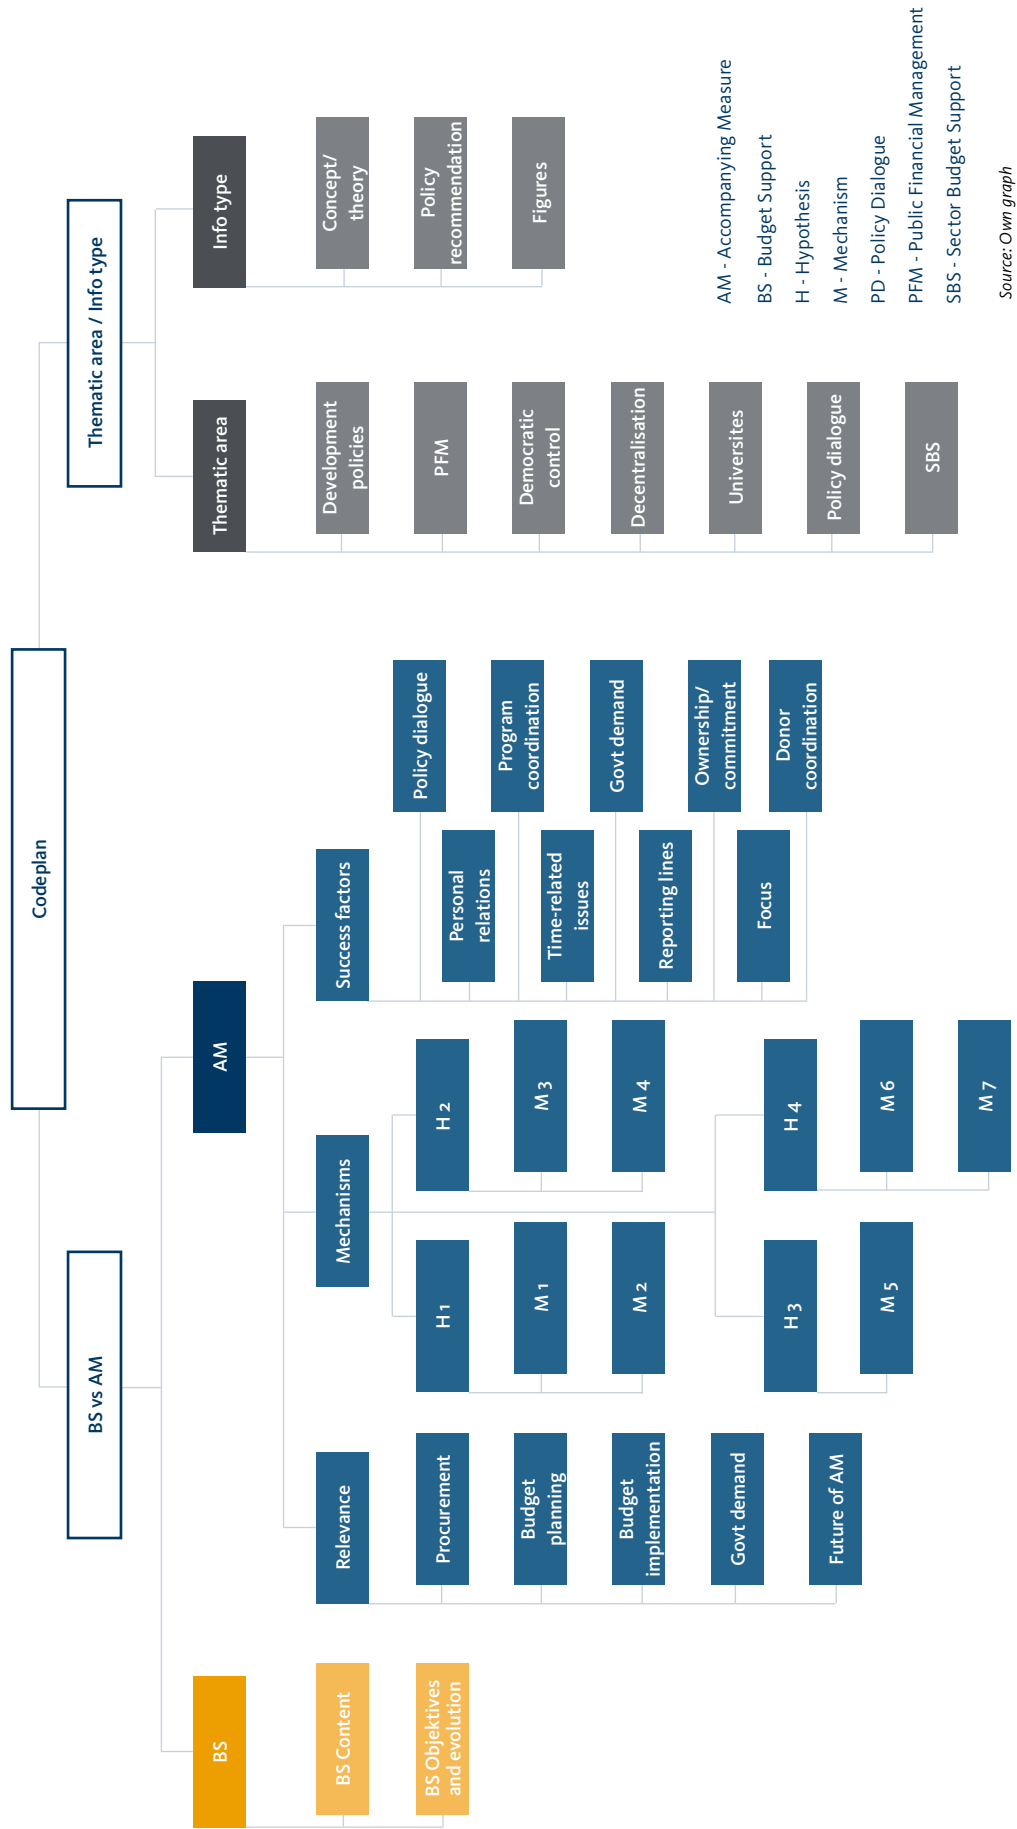 Codeplan
BS vs AM
Thematic area / Info type
BS
AM
Thematic area
Info type
BS Content
BS Objektives
and evolution
Relevance
Procurement
Budget
planning
Budget
implementation
Govt demand
Future of AM
Mechanisms
H 1
M 1
M 2
H 2
M 3
M 4
H 3
M 5
H 4
M 6
M 7
Success factors
Policy dialogue
Personal
relations
Program
coordination
Time-related
issues
Govt demand
Reporting lines
Ownership/
commitment
Focus
Donor
coordination
Development
policies
PFM
Democratic
control
Decentralisation
Universites
Policy dialogue
SBS
Concept/
theory
Policy
recommendation
Figures
AM - Accompanying Measure
BS - Budget Support
H - Hypothesis
M - Mechanism
PD - Policy Dialogue
PFM - Public Financial Management
SBS - Sector Budget Support
Source: Own graph